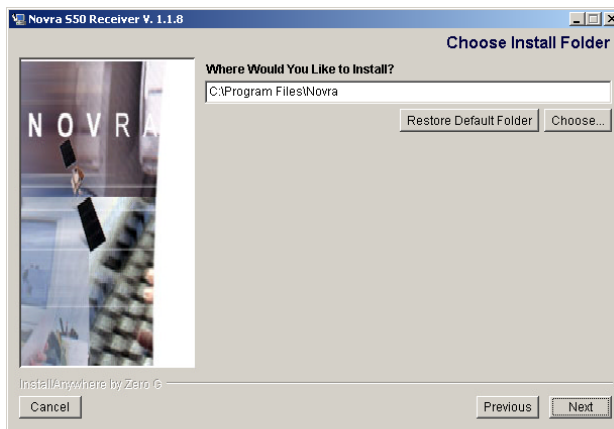 Novra S50 Receiver V. 1.1.8
Choose Install Folder
NOVRA
Where Would You Like to Install?
C:\Program Files\Novra
Restore Default Folder
Choose...
InstallAnywhere by Zero G
Cancel
Previous
Next